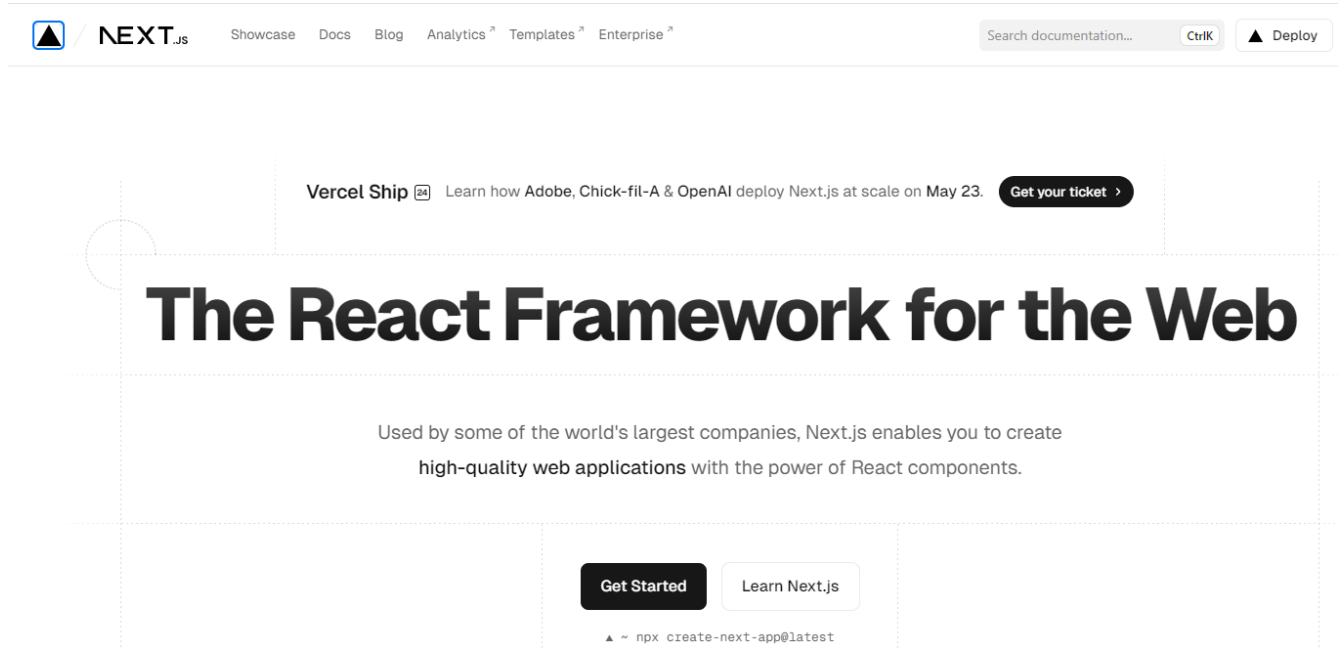 NEXT.JS Showcase Docs Blog Analytics↗ Templates↗ Enterprise↗ Search documentation... CtrlK ▲ Deploy
Vercel Ship 24 Learn how Adobe, Chick-fil-A & OpenAI deploy Next.js at scale on May 23. Get your ticket ›
The React Framework for the Web
Used by some of the world's largest companies, Next.js enables you to create
high-quality web applications with the power of React components.
Get Started Learn Next.js
▲ ~ npx create-next-app@latest